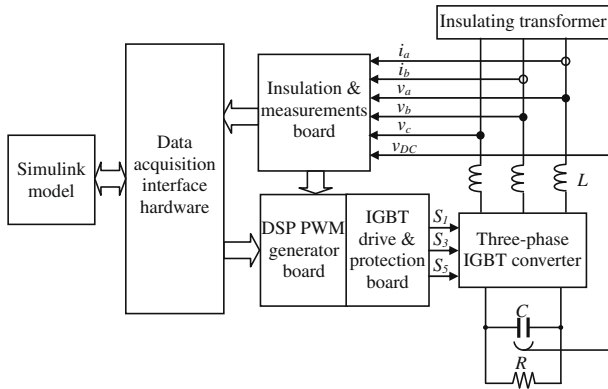 Insulating transformer
i_a
i_b
v_a
v_b
v_c
v_DC
Insulation &
measurements
board
Data
acquisition
interface
hardware
Simulink
model
L
DSP PWM
generator
board
IGBT
drive &
protection
board
S_1
S_3
S_5
Three-phase
IGBT converter
C
R